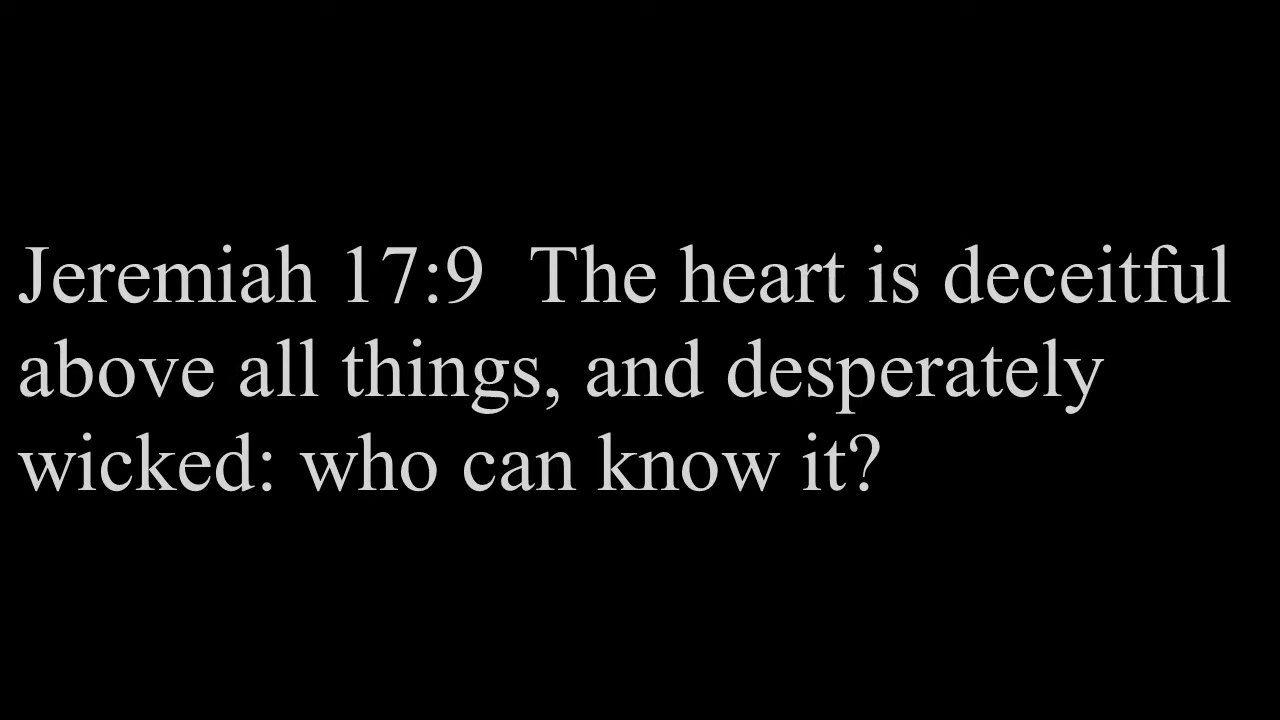 Jeremiah 17:9  The heart is deceitful
above all things, and desperately
wicked: who can know it?